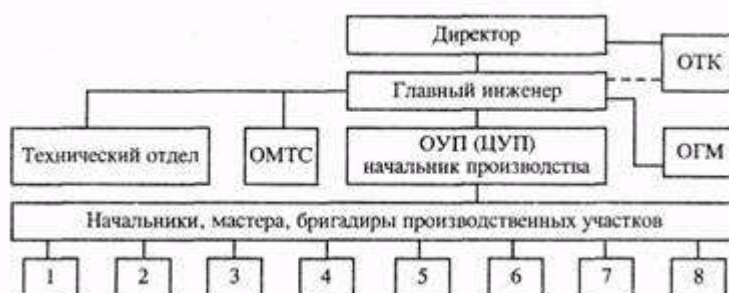 Директор
ОТК
Главный инженер
Технический отдел
ОМТС
ОУП (ЦУП)
начальник производства
ОГМ
Начальники, мастера, бригадиры производственных участков
1 2 3 4 5 6 7 8